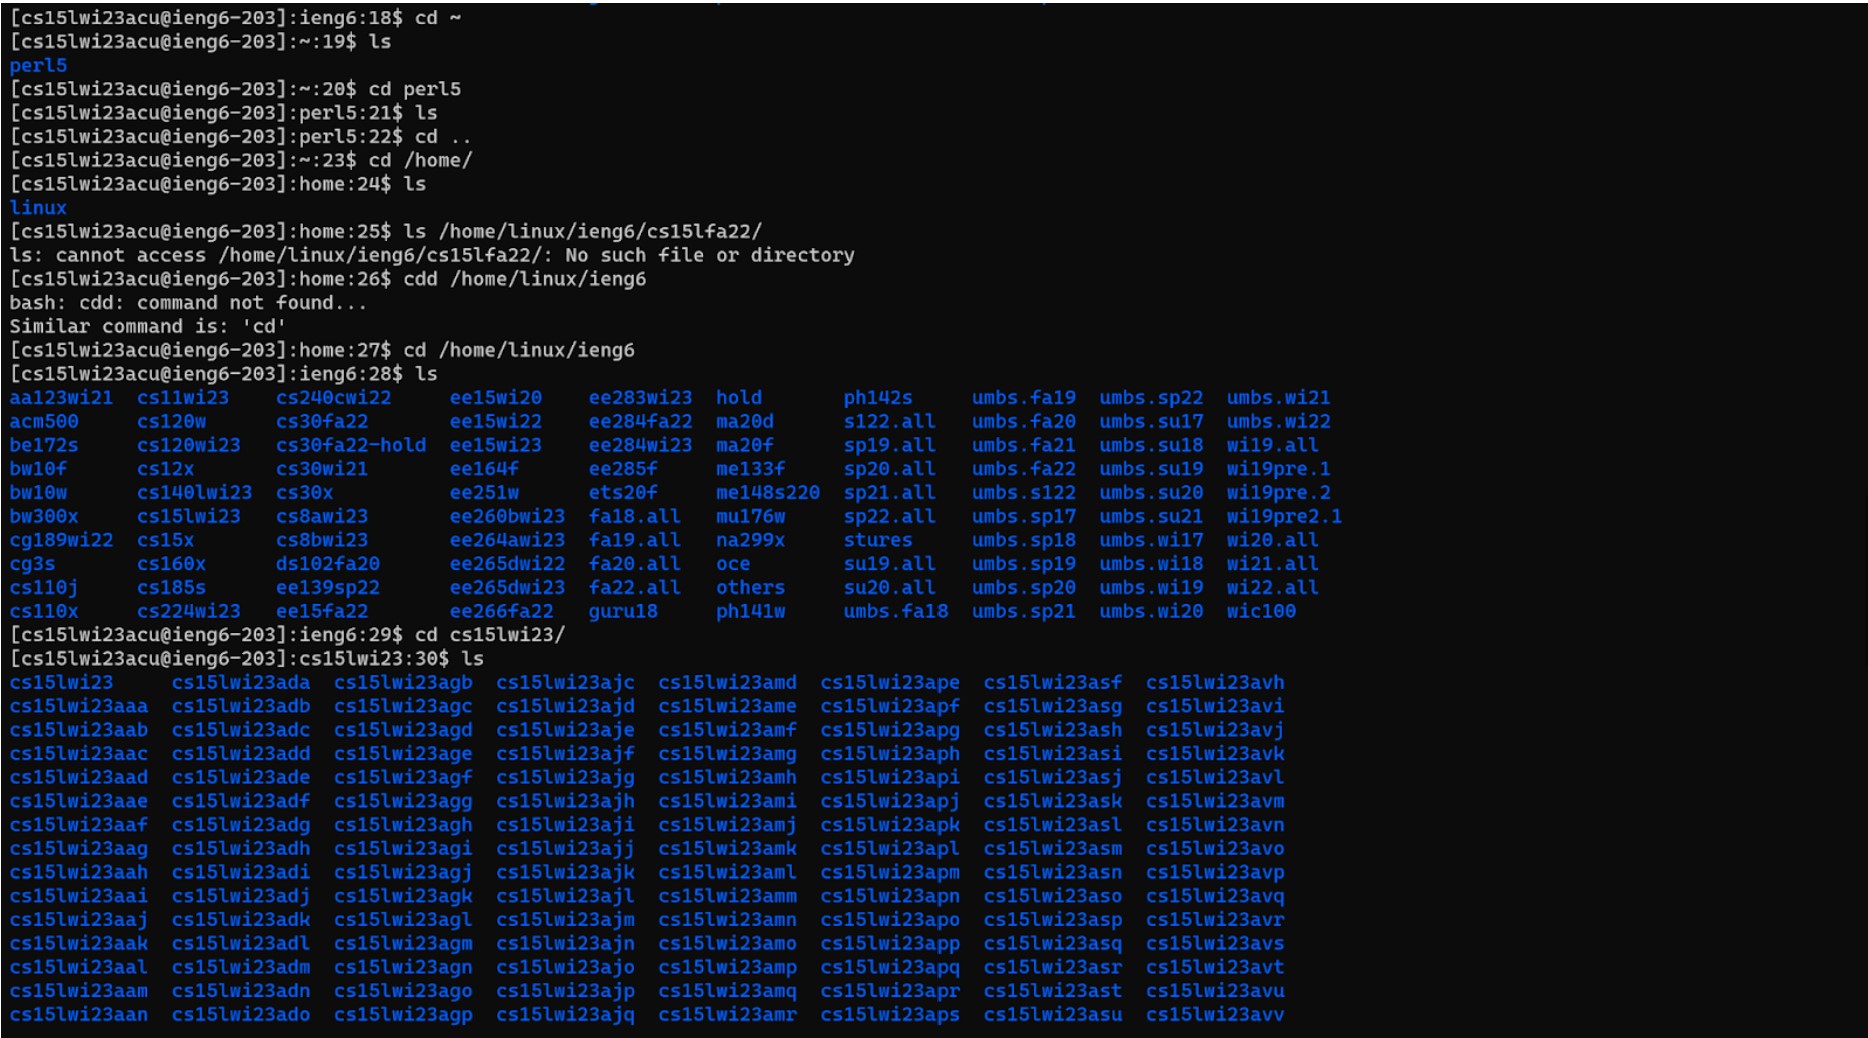 [cs15lwi23acu@ieng6-203]:ieng6:18$ cd ~
[cs15lwi23acu@ieng6-203]:~:19$ ls
perl5
[cs15lwi23acu@ieng6-203]:~:20$ cd perl5
[cs15lwi23acu@ieng6-203]:perl5:21$ ls
[cs15lwi23acu@ieng6-203]:perl5:22$ cd ..
[cs15lwi23acu@ieng6-203]:~:23$ cd /home/
[cs15lwi23acu@ieng6-203]:home:24$ ls
linux
[cs15lwi23acu@ieng6-203]:home:25$ ls /home/linux/ieng6/cs15lfa22/
ls: cannot access /home/linux/ieng6/cs15lfa22/: No such file or directory
[cs15lwi23acu@ieng6-203]:home:26$ cdd /home/linux/ieng6
bash: cdd: command not found...
Similar command is: 'cd'
[cs15lwi23acu@ieng6-203]:home:27$ cd /home/linux/ieng6
[cs15lwi23acu@ieng6-203]:ieng6:28$ ls
aa123wi21 cs11wi23 cs240cwi22 ee15wi20 ee283wi23 hold ph142s umbs.fa19 umbs.sp22 umbs.wi21
acm500 cs120w cs30fa22 ee15wi22 ee284fa22 ma20d s122.all umbs.fa20 umbs.su17 umbs.wi22
be172s cs120wi23 cs30fa22-hold ee15wi23 ee284wi23 ma20f sp19.all umbs.fa21 umbs.su18 wi19.all
bw10f cs12x cs30wi21 ee164f ee285f me133f sp20.all umbs.fa22 umbs.su19 wi19pre.1
bw10w cs140lwi23 cs30x ee251w ets20f me148s220 sp21.all umbs.s122 umbs.su20 wi19pre.2
bw300x cs15lwi23 cs8awi23 ee260bwi23 fa18.all mu176w sp22.all umbs.sp17 umbs.su21 wi19pre2.1
cg189wi22 cs15x cs8bwi23 ee264awi23 fa19.all na299x stures umbs.sp18 umbs.wi17 wi20.all
cg3s cs160x ds102fa20 ee265dwi22 fa20.all oce su19.all umbs.sp19 umbs.wi18 wi21.all
cs110j cs185s ee139sp22 ee265dwi23 fa22.all others su20.all umbs.sp20 umbs.wi19 wi22.all
cs110x cs224wi23 ee15fa22 ee266fa22 guru18 ph141w umbs.fa18 umbs.sp21 umbs.wi20 wic100
[cs15lwi23acu@ieng6-203]:ieng6:29$ cd cs15lwi23/
[cs15lwi23acu@ieng6-203]:cs15lwi23:30$ ls
cs15lwi23 cs15lwi23ada cs15lwi23agb cs15lwi23ajc cs15lwi23amd cs15lwi23ape cs15lwi23asf cs15lwi23avh
cs15lwi23aaa cs15lwi23adb cs15lwi23agc cs15lwi23ajd cs15lwi23ame cs15lwi23apf cs15lwi23asg cs15lwi23avi
cs15lwi23aab cs15lwi23adc cs15lwi23agd cs15lwi23aje cs15lwi23amf cs15lwi23apg cs15lwi23ash cs15lwi23avj
cs15lwi23aac cs15lwi23add cs15lwi23age cs15lwi23ajf cs15lwi23amg cs15lwi23aph cs15lwi23asi cs15lwi23avk
cs15lwi23aad cs15lwi23ade cs15lwi23agf cs15lwi23ajg cs15lwi23amh cs15lwi23api cs15lwi23asj cs15lwi23avl
cs15lwi23aae cs15lwi23adf cs15lwi23agg cs15lwi23ajh cs15lwi23ami cs15lwi23apj cs15lwi23ask cs15lwi23avm
cs15lwi23aaf cs15lwi23adg cs15lwi23agh cs15lwi23aji cs15lwi23amj cs15lwi23apk cs15lwi23asl cs15lwi23avn
cs15lwi23aag cs15lwi23adh cs15lwi23agi cs15lwi23ajj cs15lwi23amk cs15lwi23apl cs15lwi23asm cs15lwi23avo
cs15lwi23aah cs15lwi23adi cs15lwi23agj cs15lwi23ajk cs15lwi23aml cs15lwi23apm cs15lwi23asn cs15lwi23avp
cs15lwi23aai cs15lwi23adj cs15lwi23agk cs15lwi23ajl cs15lwi23amm cs15lwi23apn cs15lwi23aso cs15lwi23avq
cs15lwi23aaj cs15lwi23adk cs15lwi23agl cs15lwi23ajm cs15lwi23amn cs15lwi23apo cs15lwi23asp cs15lwi23avr
cs15lwi23aak cs15lwi23adl cs15lwi23agm cs15lwi23ajn cs15lwi23amo cs15lwi23app cs15lwi23asq cs15lwi23avs
cs15lwi23aal cs15lwi23adm cs15lwi23agn cs15lwi23ajo cs15lwi23amp cs15lwi23apq cs15lwi23asr cs15lwi23avt
cs15lwi23aam cs15lwi23adn cs15lwi23ago cs15lwi23ajp cs15lwi23amq cs15lwi23apr cs15lwi23ast cs15lwi23avu
cs15lwi23aan cs15lwi23ado cs15lwi23agp cs15lwi23ajq cs15lwi23amr cs15lwi23aps cs15lwi23asu cs15lwi23avv